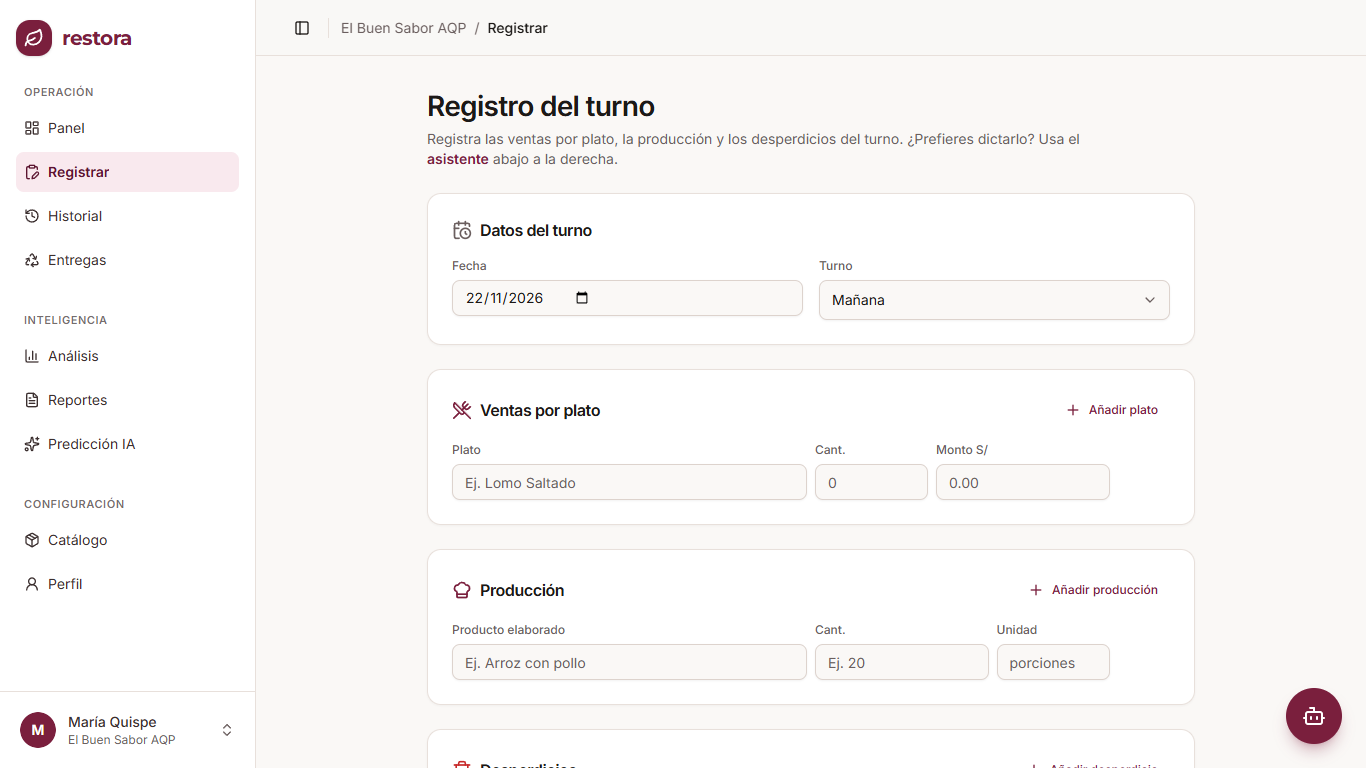 restora
El Buen Sabor AQP / Registrar
OPERACIÓN
Panel
Registrar
Historial
Entregas
INTELIGENCIA
Análisis
Reportes
Predicción IA
CONFIGURACIÓN
Catálogo
Perfil
M
María Quispe
El Buen Sabor AQP
Registro del turno
Registra las ventas por plato, la producción y los desperdicios del turno. ¿Prefieres dictarlo? Usa el
asistente abajo a la derecha.
Datos del turno
Fecha
Turno
22/11/2026
Mañana
Ventas por plato
Añadir plato
Plato
Cant.
Monto S/
Ej. Lomo Saltado
0
0.00
Producción
Añadir producción
Producto elaborado
Cant.
Unidad
Ej. Arroz con pollo
Ej. 20
porciones
Desperdicios
Añadir desperdicio